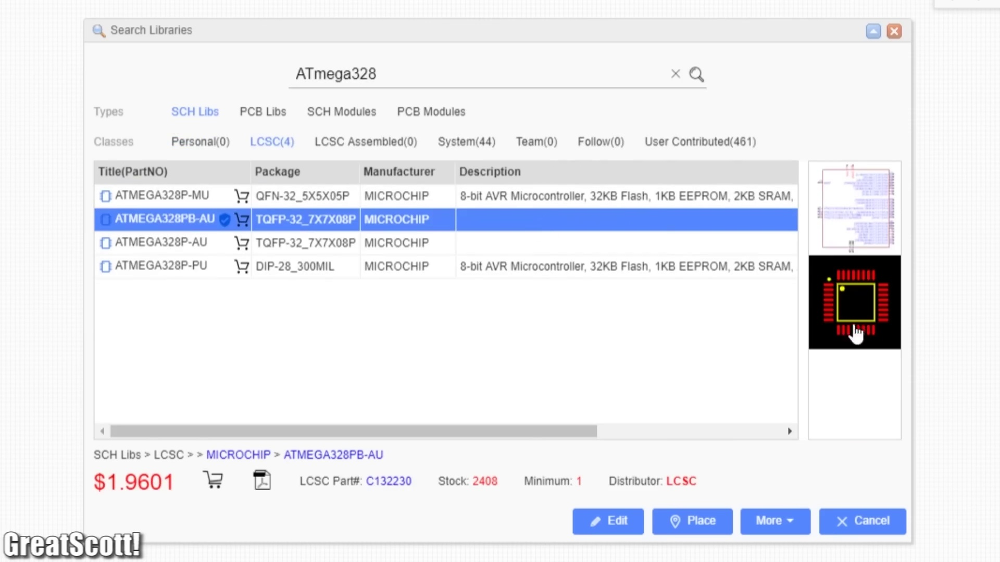 Search Libraries
ATmega328
Types SCH Libs PCB Libs SCH Modules PCB Modules
Classes Personal(0) LCSC(4) LCSC Assembled(0) System(44) Team(0) Follow(0) User Contributed(461)
Title(PartNO) Package Manufacturer Description
ATMEGA328P-MU QFN-32_5X5X05P MICROCHIP 8-bit AVR Microcontroller, 32KB Flash, 1KB EEPROM, 2KB SRAM,
ATMEGA328PB-AU TQFP-32_7X7X08P MICROCHIP
ATMEGA328P-AU TQFP-32_7X7X08P MICROCHIP
ATMEGA328P-PU DIP-28_300MIL MICROCHIP 8-bit AVR Microcontroller, 32KB Flash, 1KB EEPROM, 2KB SRAM,
SCH Libs > LCSC > > MICROCHIP > ATMEGA328PB-AU
$1.9601 LCSC Part#: C132230 Stock: 2408 Minimum: 1 Distributor: LCSC
Edit Place More Cancel
GreatScott!